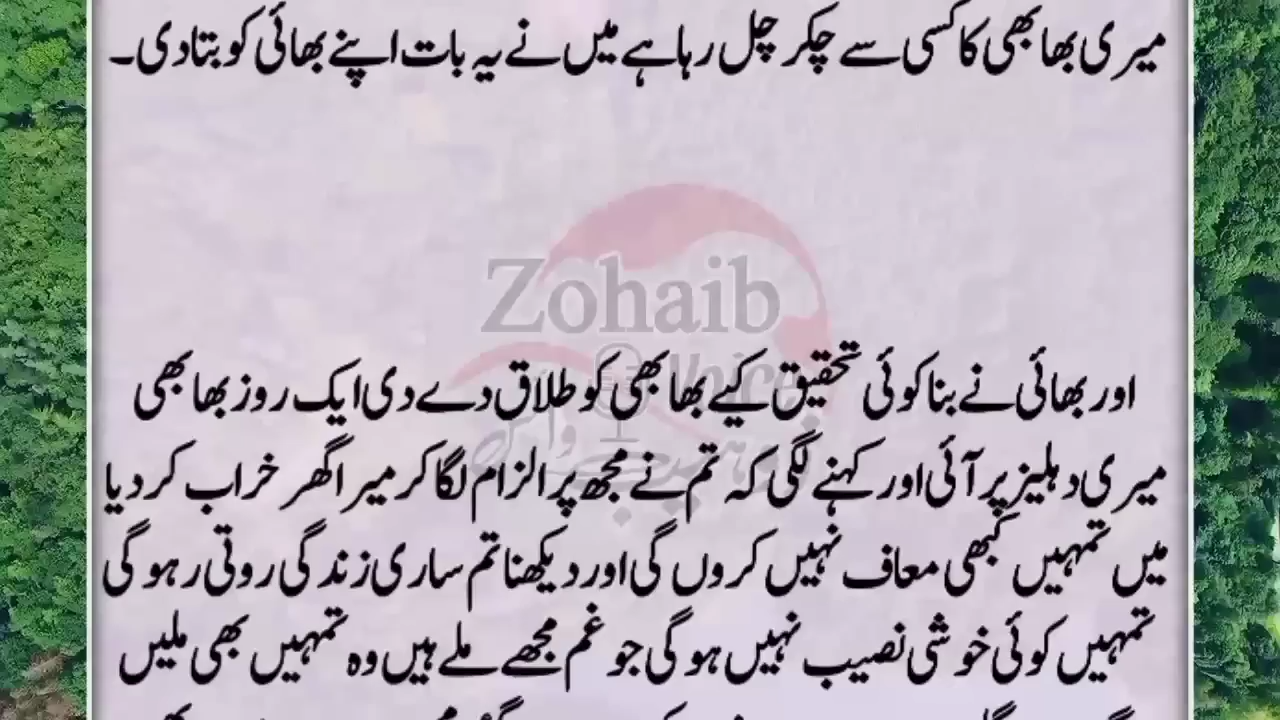 میری بھابھی کا کسی سے چکر چل رہا ہے میں نے یہ بات اپنے بھائی کو بتا دی۔
Zohaib
Voice
اور بھائی نے بنا کوئی تحقیق کیے بھابھی کو طلاق دے دی ایک روز بھابھی
میری دہلیز پر آئی اور کہنے لگی کہ تم نے مجھ پر الزام لگا کر میرا گھر خراب کر دیا
میں تمہیں کبھی معاف نہیں کروں گی اور دیکھنا تم ساری زندگی روتی رہو گی
تمہیں کوئی خوشی نصیب نہیں ہو گی جو غم مجھے ملے ہیں وہ تمہیں بھی ملیں